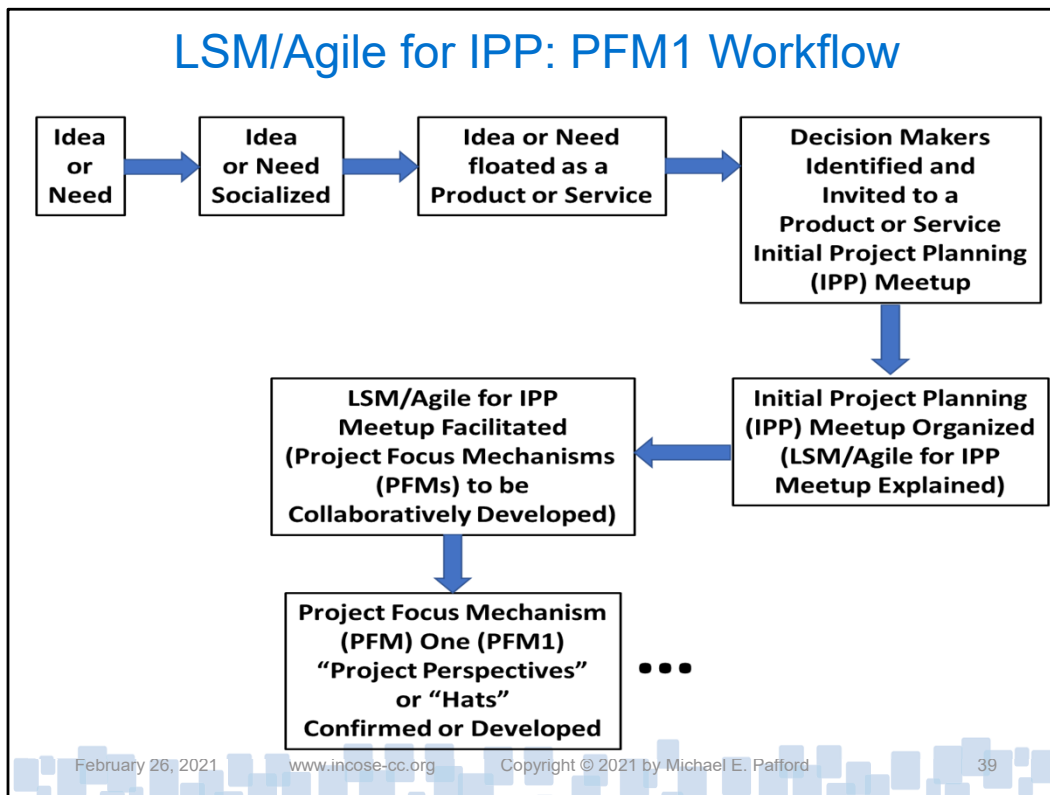 LSM/Agile for IPP: PFM1 Workflow
Idea
or
Need
Idea
or Need
Socialized
Idea or Need
floated as a
Product or Service
Decision Makers
Identified and
Invited to a
Product or Service
Initial Project Planning
(IPP) Meetup
Initial Project Planning
(IPP) Meetup Organized
(LSM/Agile for IPP
Meetup Explained)
LSM/Agile for IPP
Meetup Facilitated
(Project Focus Mechanisms
(PFMs) to be
Collaboratively Developed)
Project Focus Mechanism
(PFM) One (PFM1)
“Project Perspectives”
or “Hats”
Confirmed or Developed
...
February 26, 2021 www.incose-cc.org Copyright © 2021 by Michael E. Pafford 39